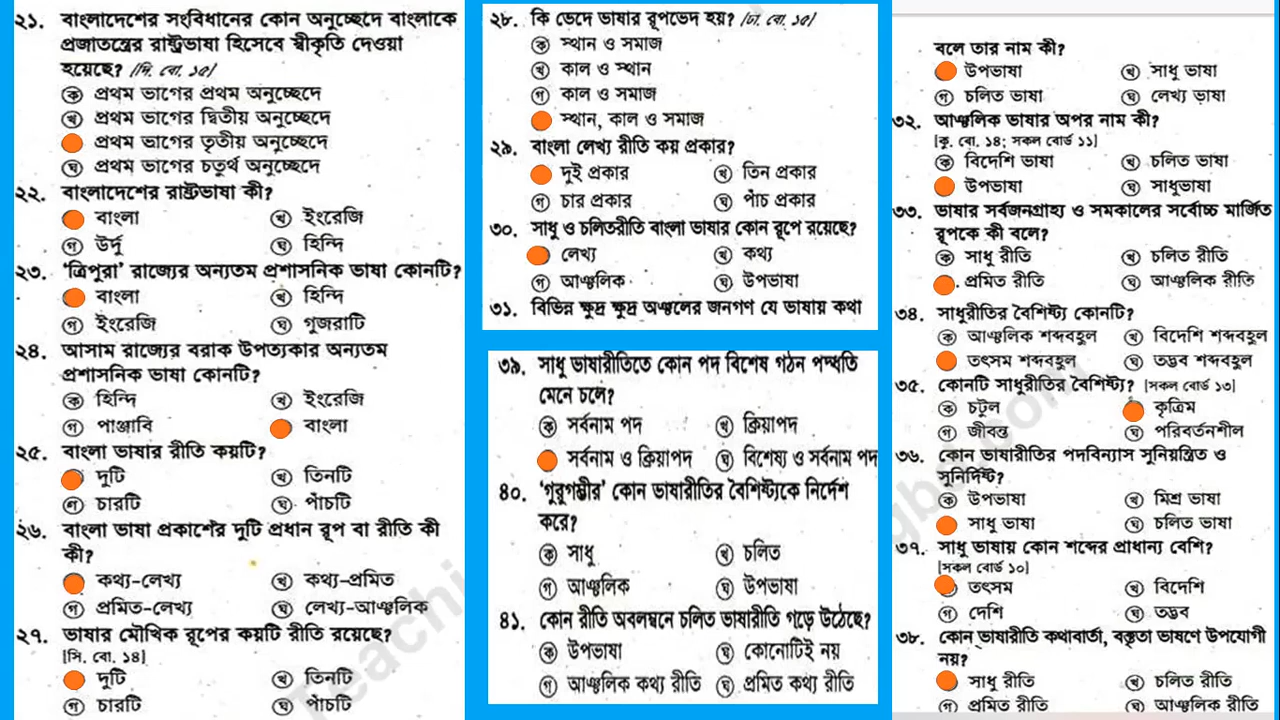 ২১. বাংলাদেশের সংবিধানের কোন অনুচ্ছেদে বাংলাকে
প্রজাতন্ত্রের রাষ্ট্রভাষা হিসেবে স্বীকৃতি দেওয়া
হয়েছে? [সি. বো. ১৫]
ক প্রথম ভাগের প্রথম অনুচ্ছেদে
খ প্রথম ভাগের দ্বিতীয় অনুচ্ছেদে
প্রথম ভাগের তৃতীয় অনুচ্ছেদে
ঘ প্রথম ভাগের চতুর্থ অনুচ্ছেদে
২২. বাংলাদেশের রাষ্ট্রভাষা কী?
বাংলা খ ইংরেজি
গ উর্দু ঘ হিন্দি
২৩. ‘ত্রিপুরা’ রাজ্যের অন্যতম প্রশাসনিক ভাষা কোনটি?
বাংলা খ হিন্দি
গ ইংরেজি ঘ গুজরাটি
২৪. আসাম রাজ্যের বরাক উপত্যকার অন্যতম
প্রশাসনিক ভাষা কোনটি?
ক হিন্দি খ ইংরেজি
গ পাঞ্জাবি বাংলা
২৫. বাংলা ভাষার রীতি কয়টি?
দুটি খ তিনটি
গ চারটি ঘ পাঁচটি
২৬. বাংলা ভাষা প্রকাশের দুটি প্রধান রূপ বা রীতি কী
কী?
কথ্য-লেখ্য খ কথ্য-প্রমিত
গ প্রমিত-লেখ্য ঘ লেখ্য-আঞ্চলিক
২৭. ভাষার মৌখিক রূপের কয়টি রীতি রয়েছে?
[সি. বো. ১৪]
দুটি খ তিনটি
গ চারটি ঘ পাঁচটি
২৮. কি ভেদে ভাষার রূপভেদ হয়? [ঢা. বো. ১৫]
ক স্থান ও সমাজ
খ কাল ও স্থান
গ কাল ও সমাজ
স্থান, কাল ও সমাজ
২৯. বাংলা লেখ্য রীতি কয় প্রকার?
দুই প্রকার খ তিন প্রকার
গ চার প্রকার ঘ পাঁচ প্রকার
৩০. সাধু ও চলিতরীতি বাংলা ভাষার কোন রূপে রয়েছে?
লেখ্য খ কথ্য
গ আঞ্চলিক ঘ উপভাষা
৩১. বিভিন্ন ক্ষুদ্র ক্ষুদ্র অঞ্চলের জনগণ যে ভাষায় কথা
বলে তার নাম কী?
উপভাষা খ সাধু ভাষা
গ চলিত ভাষা ঘ লেখ্য ভাষা
৩২. আঞ্চলিক ভাষার অপর নাম কী?
[কু. বো. ১৪; সকল বোর্ড ১১]
ক বিদেশি ভাষা খ চলিত ভাষা
উপভাষা ঘ সাধুভাষা
৩৩. ভাষার সর্বজনগ্রাহ্য ও সমকালের সর্বোচ্চ মার্জিত
রূপকে কী বলে?
ক সাধু রীতি খ চলিত রীতি
প্রমিত রীতি ঘ আঞ্চলিক রীতি
৩৪. সাধুরীতির বৈশিষ্ট্য কোনটি?
ক আঞ্চলিক শব্দবহুল খ বিদেশি শব্দবহুল
তৎসম শব্দবহুল ঘ তদ্ভব শব্দবহুল
৩৫. কোনটি সাধুরীতির বৈশিষ্ট্য? [সকল বোর্ড ১৩]
ক চটুল কৃত্রিম
গ জীবন্ত ঘ পরিবর্তনশীল
৩৬. কোন ভাষারীতির পদবিন্যাস সুনিয়ন্ত্রিত ও
সুনির্দিষ্ট?
ক উপভাষা খ মিশ্র ভাষা
সাধু ভাষা ঘ চলিত ভাষা
৩৭. সাধু ভাষায় কোন শব্দের প্রাধান্য বেশি?
[সকল বোর্ড ১০]
তৎসম খ বিদেশি
গ দেশি ঘ তদ্ভব
৩৮. কোন ভাষারীতি কথাবার্তা, বক্তৃতা ভাষণে উপযোগী
নয়?
সাধু রীতি খ চলিত রীতি
গ প্রমিত রীতি ঘ আঞ্চলিক রীতি
৩৯. সাধু ভাষারীতিতে কোন পদ বিশেষ গঠন পদ্ধতি
মেনে চলে?
ক সর্বনাম পদ খ ক্রিয়াপদ
সর্বনাম ও ক্রিয়াপদ ঘ বিশেষ্য ও সর্বনাম পদ
৪০. ‘গুরুগম্ভীর’ কোন ভাষারীতির বৈশিষ্ট্যকে নির্দেশ
করে?
ক সাধু খ চলিত
গ আঞ্চলিক ঘ উপভাষা
৪১. কোন রীতি অবলম্বনে চলিত ভাষারীতি গড়ে উঠেছে?
ক উপভাষা খ কোনোটিই নয়
গ আঞ্চলিক কথ্য রীতি ঘ প্রমিত কথ্য রীতি